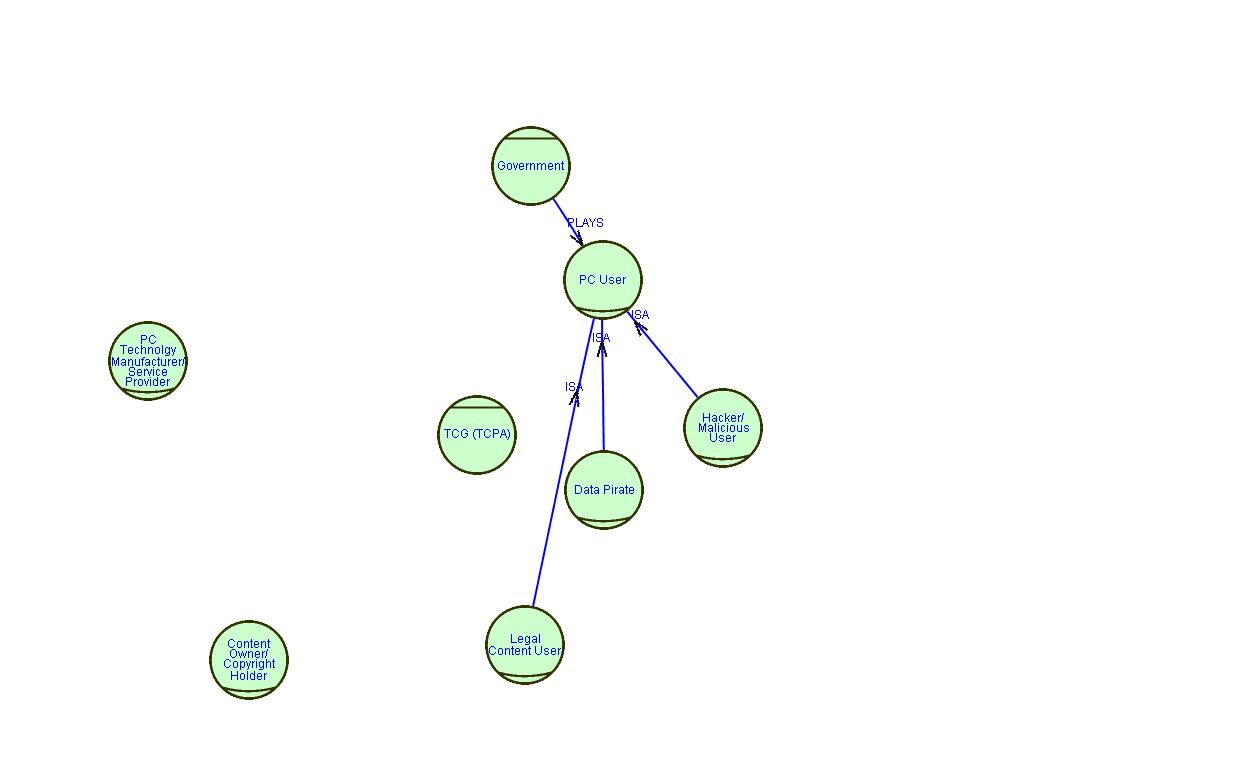 Government
PLAYS
PC User
ISA
ISA
ISA
PC
Technolgy
Manufacturer/
Service
Provider
TCG (TCPA)
Hacker/
Malicious
User
Data Pirate
Legal
Content User
Content
Owner/
Copyright
Holder